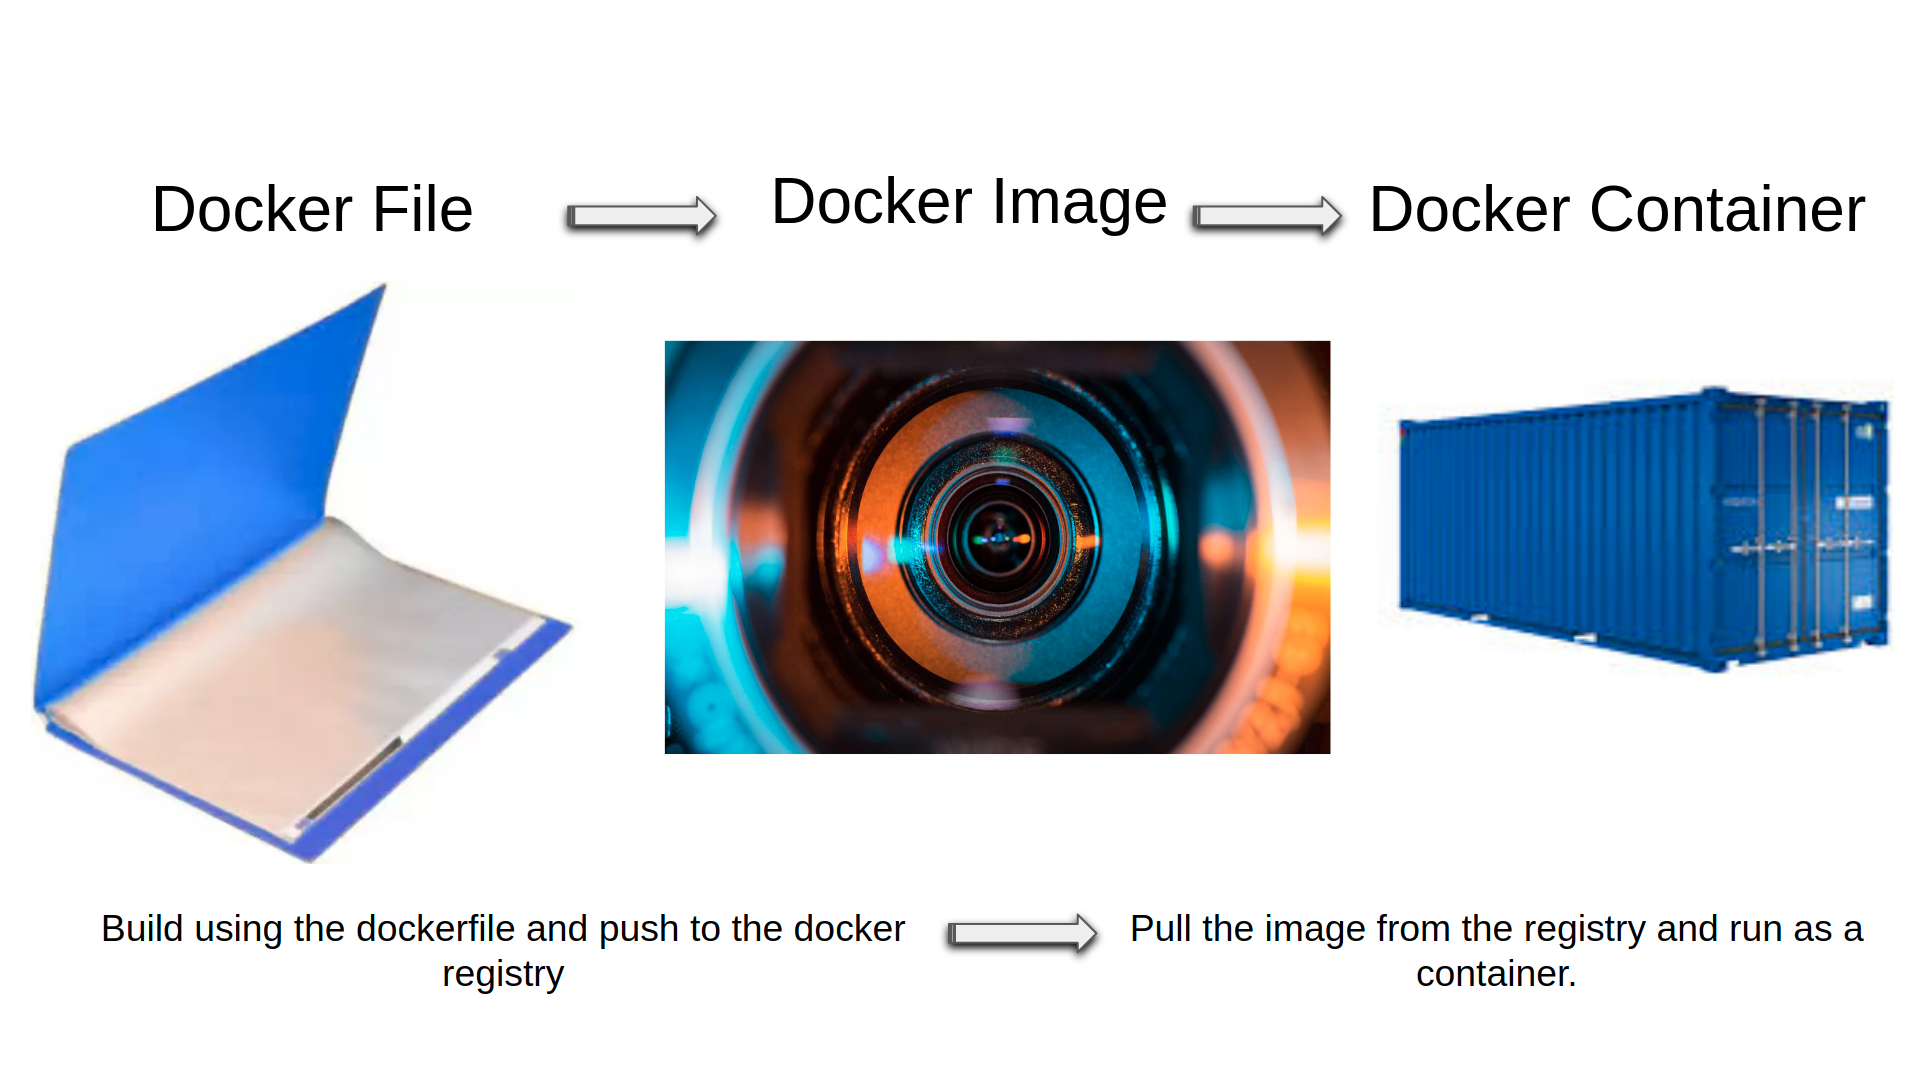 Docker File
Docker Image
Docker Container
Build using the dockerfile and push to the docker
registry
Pull the image from the registry and run as a
container.